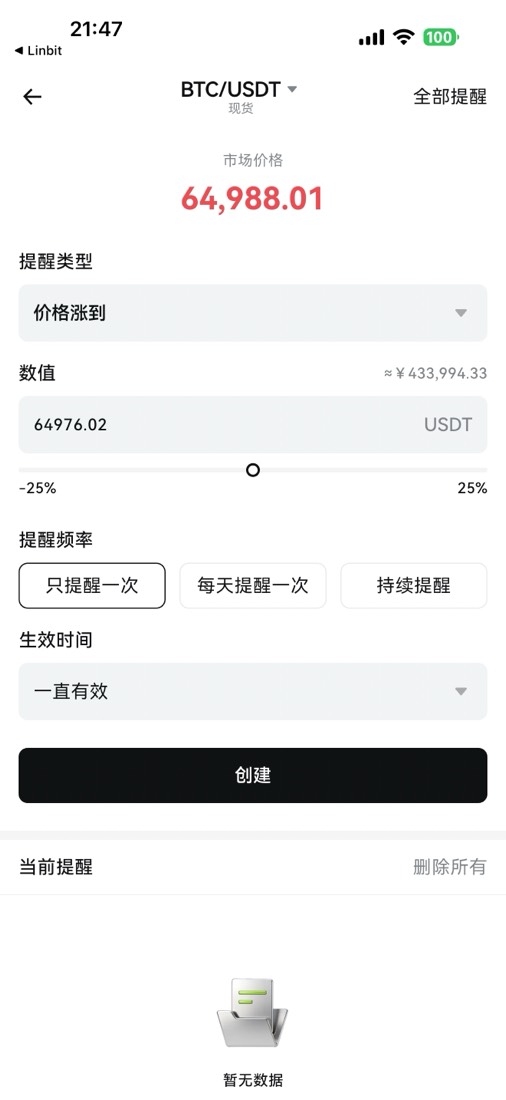 21:47
100
◀ Linbit
BTC/USDT
全部提醒
现货
市场价格
64,988.01
提醒类型
价格涨到
数值
≈￥433,994.33
64976.02
USDT
-25%
25%
提醒频率
只提醒一次
每天提醒一次
持续提醒
生效时间
一直有效
创建
当前提醒
删除所有
暂无数据